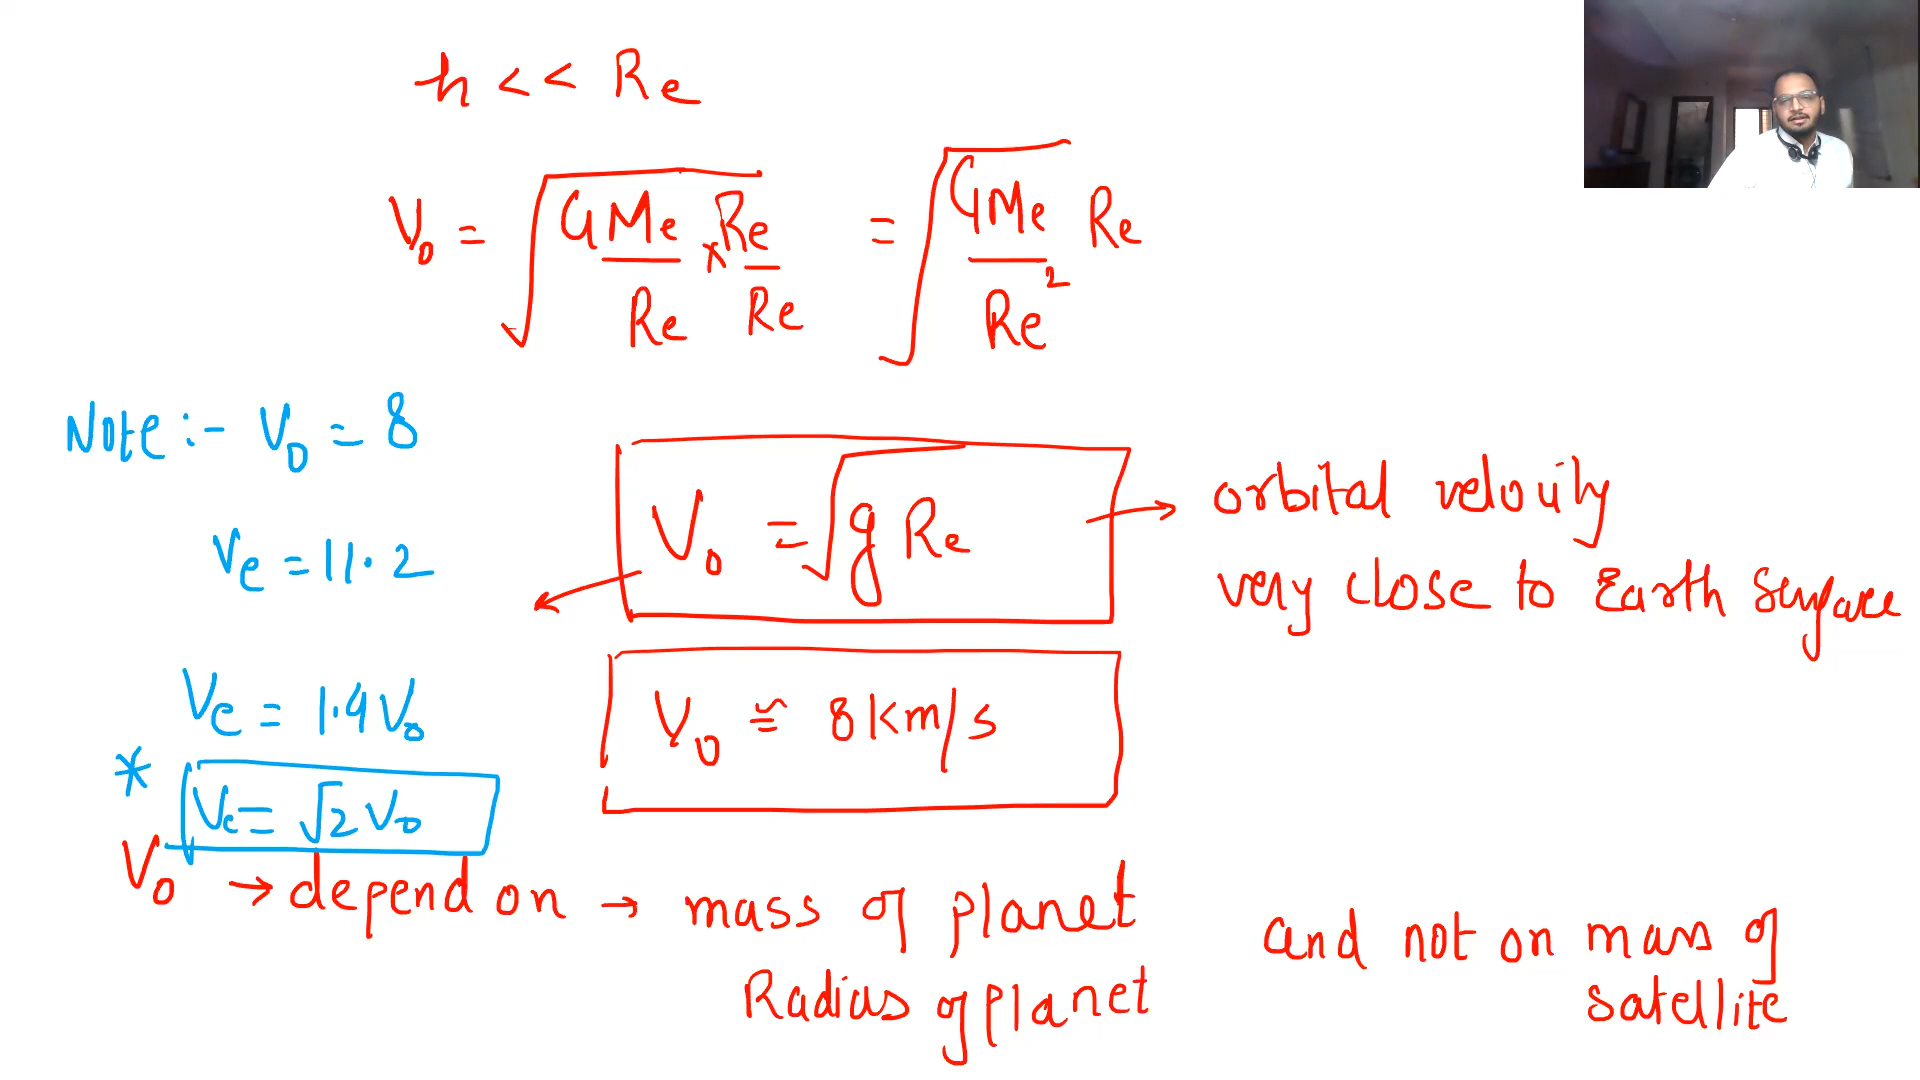 h << Re
V₀ = √(GMe/Re * Re/Re) = √(GMe/Re² Re)
Note :- V₀ = 8
Ve = 11.2
V₀ = √(g Re) → orbital velocity
very close to Earth surface
Ve = 1.4 V₀
V₀ ≅ 8 km/s
* Ve = √2 V₀
V₀ → depend on → mass of planet
Radius of planet
and not on mass of
satellite